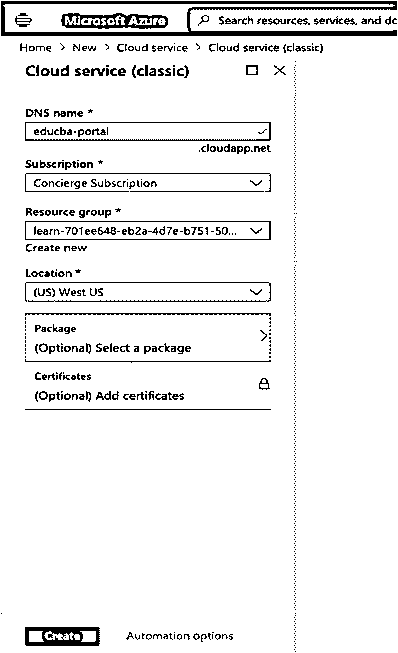 Microsoft Azure
Search resources, services, and do
Home > New > Cloud service > Cloud service (classic)
Cloud service (classic)
DNS name *
educba-portal
.cloudapp.net
Subscription *
Concierge Subscription
Resource group *
learn-701ee648-eb2a-4d7e-b751-50...
Create new
Location *
(US) West US
Package
(Optional) Select a package
Certificates
(Optional) Add certificates
Create
Automation options